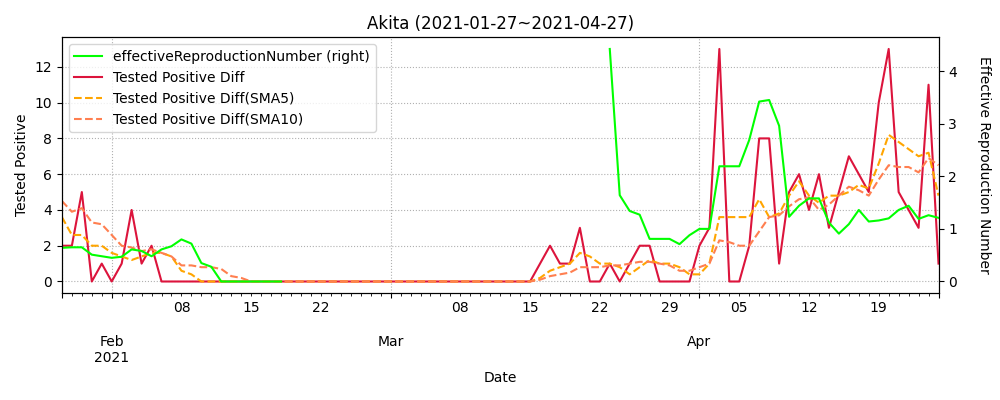 Akita (2021-01-27~2021-04-27)
effectiveReproductionNumber (right)
Tested Positive Diff
Tested Positive Diff(SMA5)
Tested Positive Diff(SMA10)
Tested Positive
12
10
8
6
4
2
0
4
3
2
1
0
Effective Reproduction Number
08 15 22 08 15 22 29 05 12 19
Feb Mar Apr
2021
Date